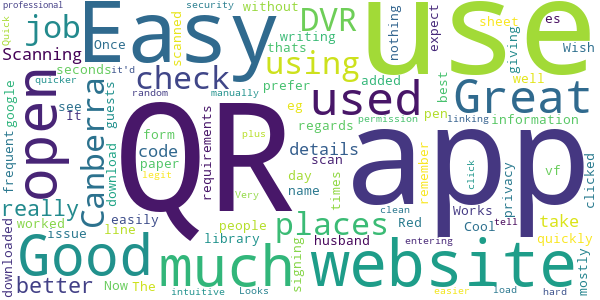 professional
security
Quick
Once
it'd
scanned
Easy
without
DVR
nothing
giving
es
use
job
writing
sheet
Wish
Scanning
thats
expect
seconds
quicker
random
manually
check
using
prefer
added
best
well
google
open
see
It
Canberra
guests
download
eg
used
pen
Great
frequent
form
plus
regards
permission
linking
information
code
paper
legit
requirements
QR
details
scan
app
remember
privacy
click
vf
clicked
really
easily
Very
day
name
times
worked
line
people
places
Red
Works
Cool
tell
take
downloaded
issue
library
signing
husband
clean
entering
quickly
mostly
Good
Now
The
much
website
better
intuitive
Looks
easier
load
hard